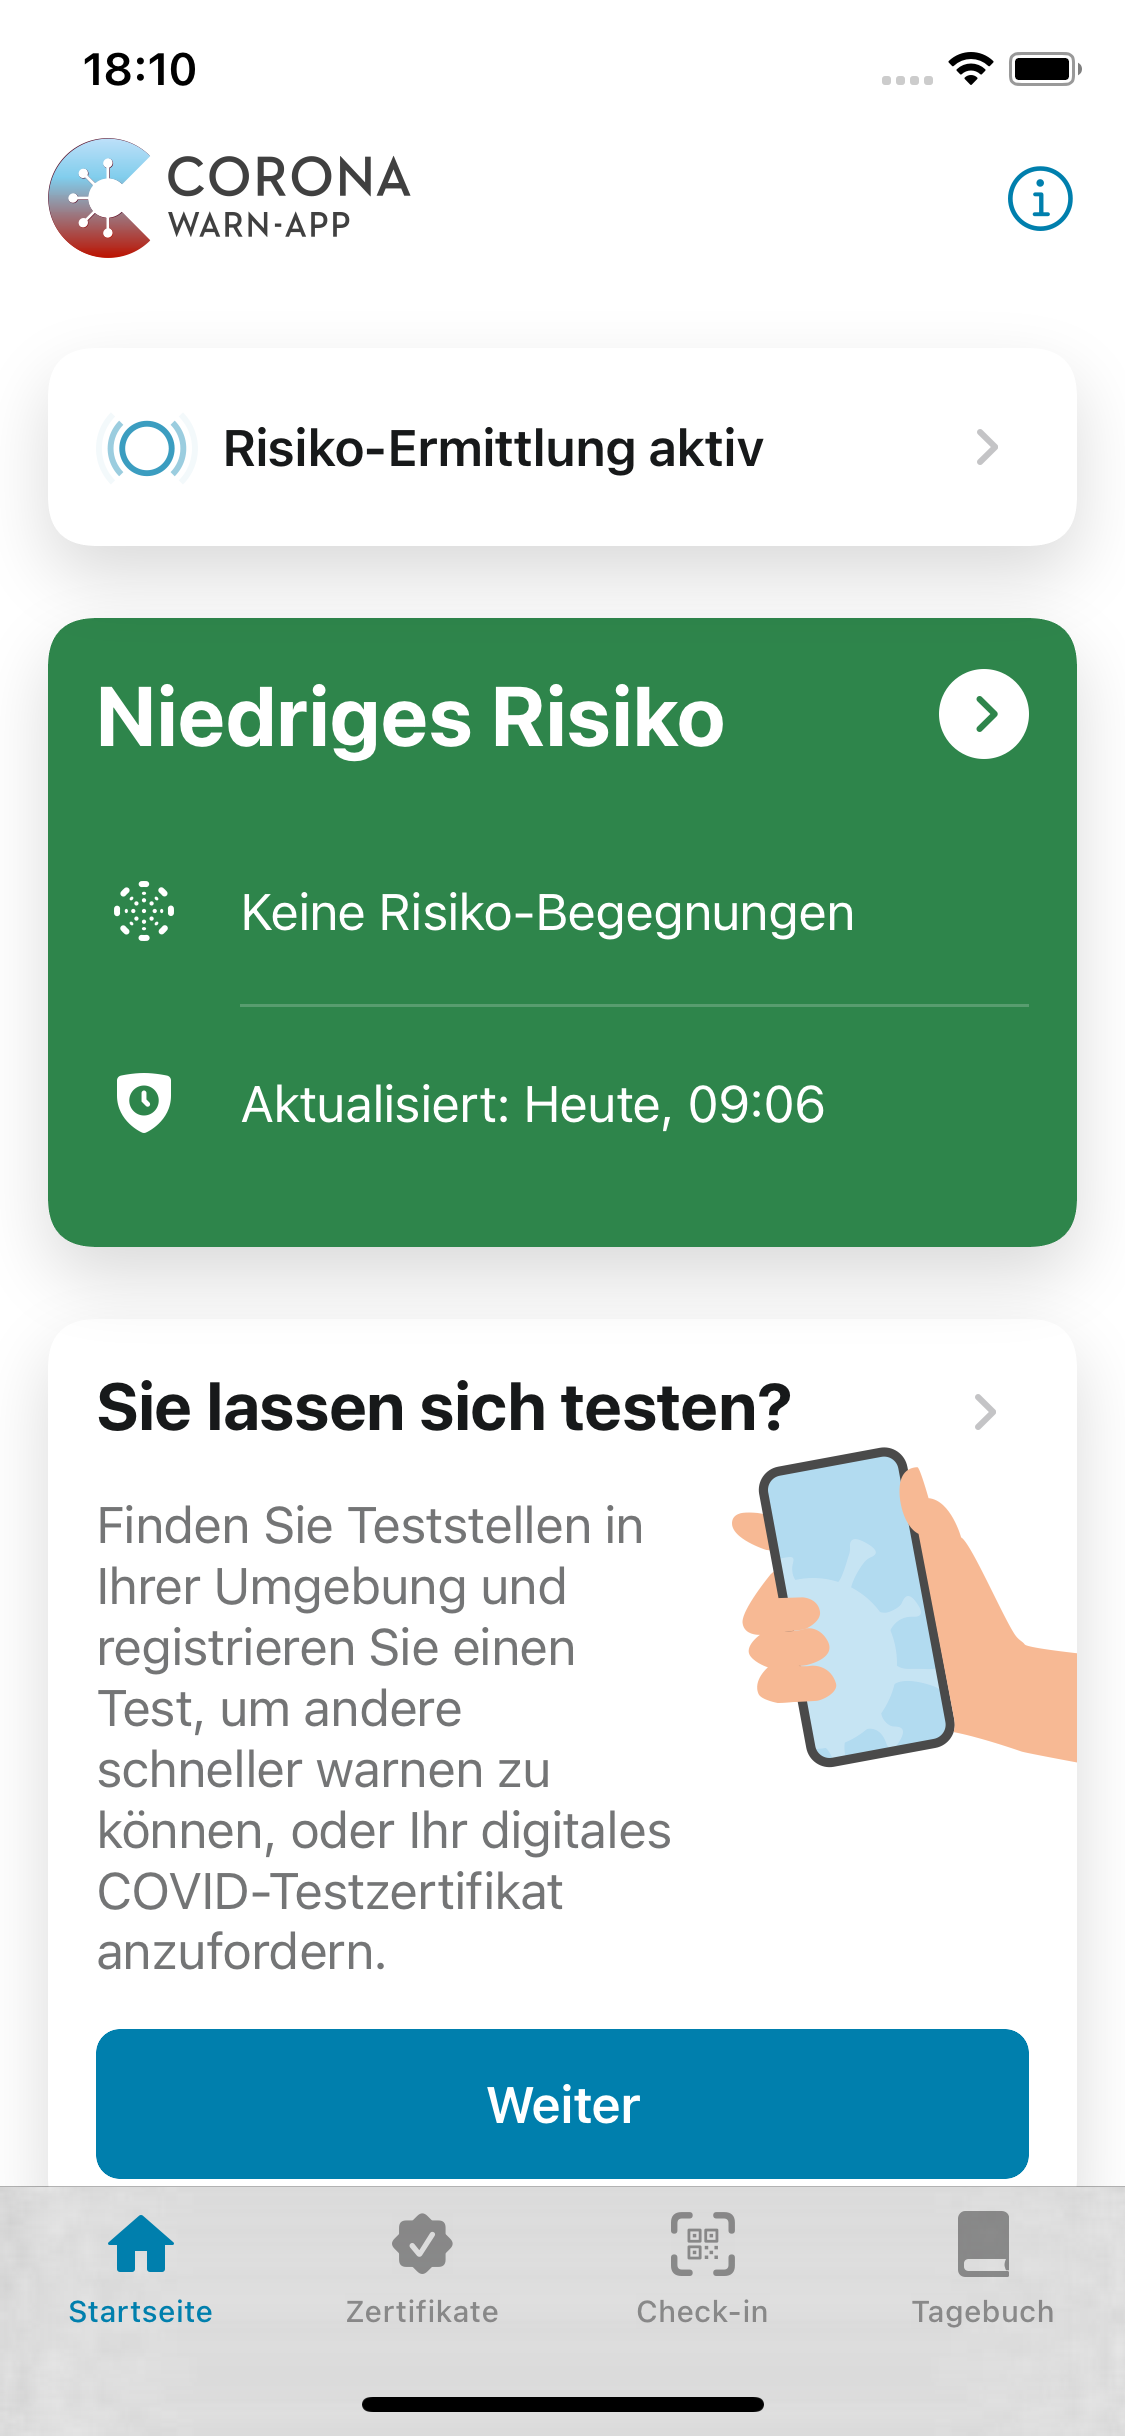 18:10
CORONA
WARN-APP
Risiko-Ermittlung aktiv
Niedriges Risiko
Keine Risiko-Begegnungen
Aktualisiert: Heute, 09:06
Sie lassen sich testen?
Finden Sie Teststellen in
Ihrer Umgebung und
registrieren Sie einen
Test, um andere
schneller warnen zu
können, oder Ihr digitales
COVID-Testzertifikat
anzufordern.
Weiter
Startseite
Zertifikate
Check-in
Tagebuch